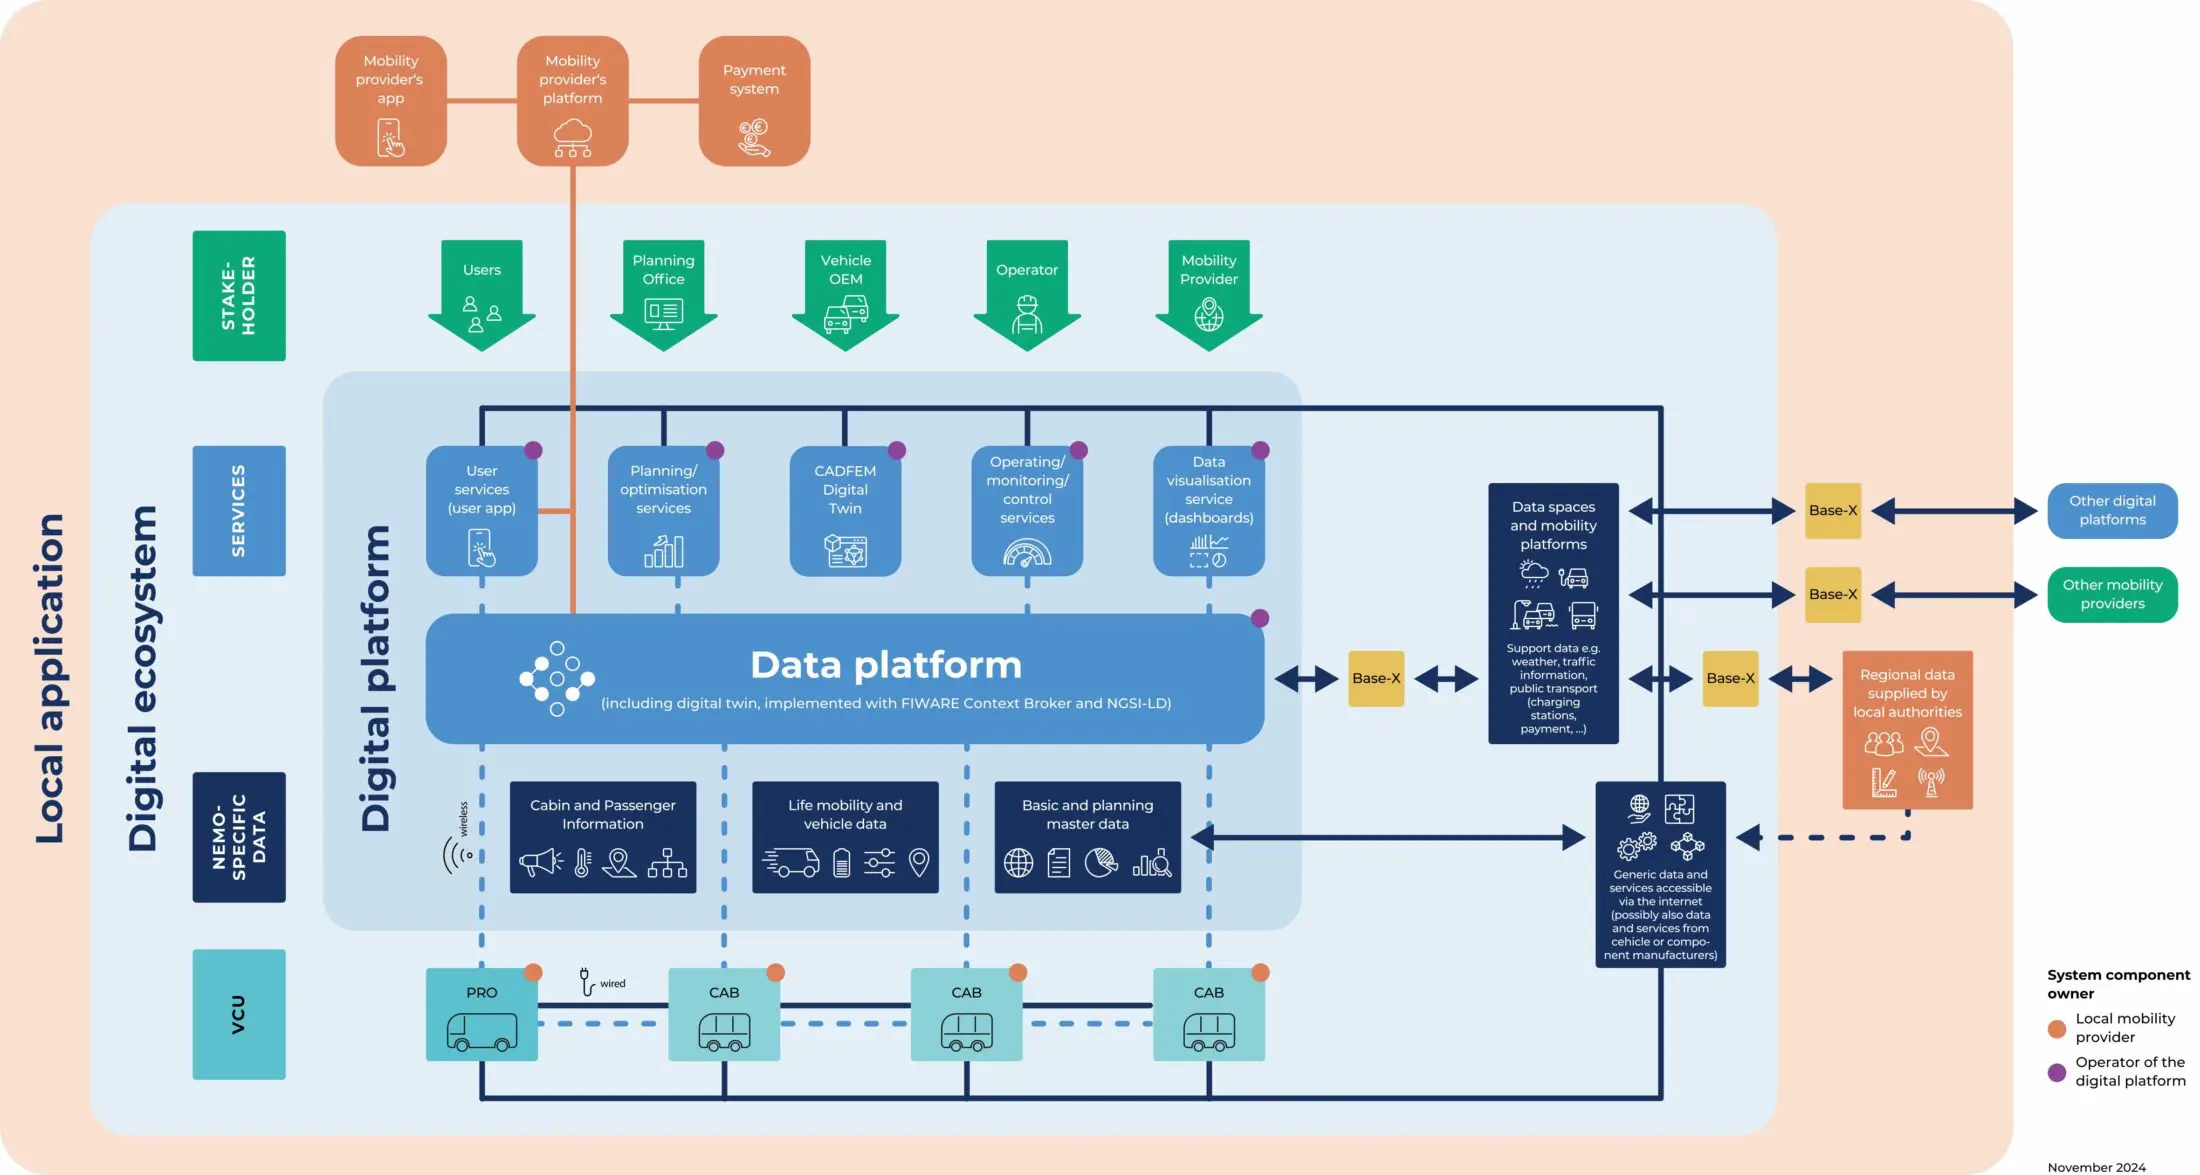 Mobility
provider's
app
Mobility
provider's
platform
Payment
system
Local application
Digital ecosystem
Digital platform
STAKE-
HOLDER
Users
Planning
Office
Vehicle
OEM
Operator
Mobility
Provider
SERVICES
User
services
(user app)
Planning/
optimisation
services
CADFEM
Digital
Twin
Operating/
monitoring/
control
services
Data
visualisation
service
(dashboards)
Data platform
(including digital twin, implemented with FIWARE Context Broker and NGSI-LD)
Base-X
Data spaces
and mobility
platforms
Support data e.g.
weather, traffic
information,
public transport
(charging
stations,
payment, ...)
Base-X
Other digital
platforms
Base-X
Other mobility
providers
Base-X
Regional data
supplied by
local authorities
NEMO-
SPECIFIC
DATA
wireless
Cabin and Passenger
Information
Life mobility and
vehicle data
Basic and planning
master data
Generic data and
services accessible
via the internet
(possibly also data
and services from
cehicle or compo-
nent manufacturers)
VCU
PRO
wired
CAB
CAB
CAB
System component
owner
Local mobility
provider
Operator of the
digital platform
November 2024